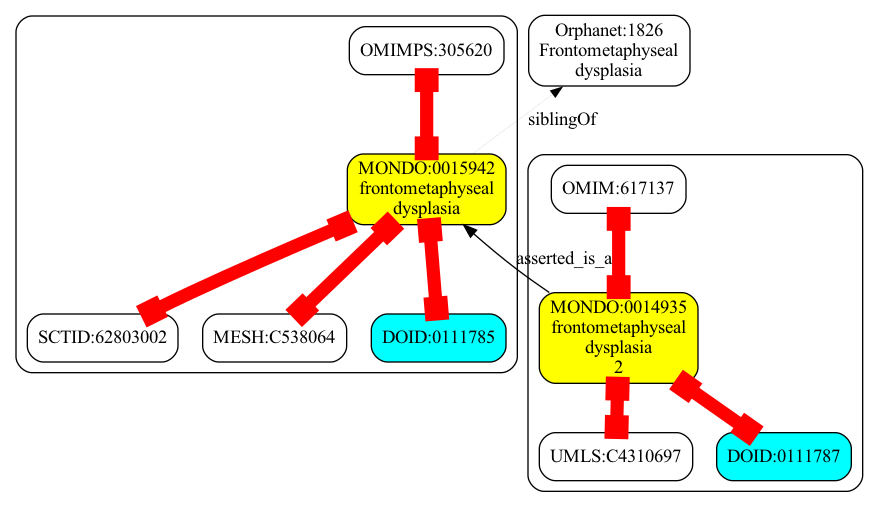 OMIMPS:305620
Orphanet:1826
Frontometaphyseal
dysplasia
siblingOf
MONDO:0015942
frontometaphyseal
dysplasia
OMIM:617137
asserted_is_a
SCTID:62803002
MESH:C538064
DOID:0111785
MONDO:0014935
frontometaphyseal
dysplasia
2
UMLS:C4310697
DOID:0111787